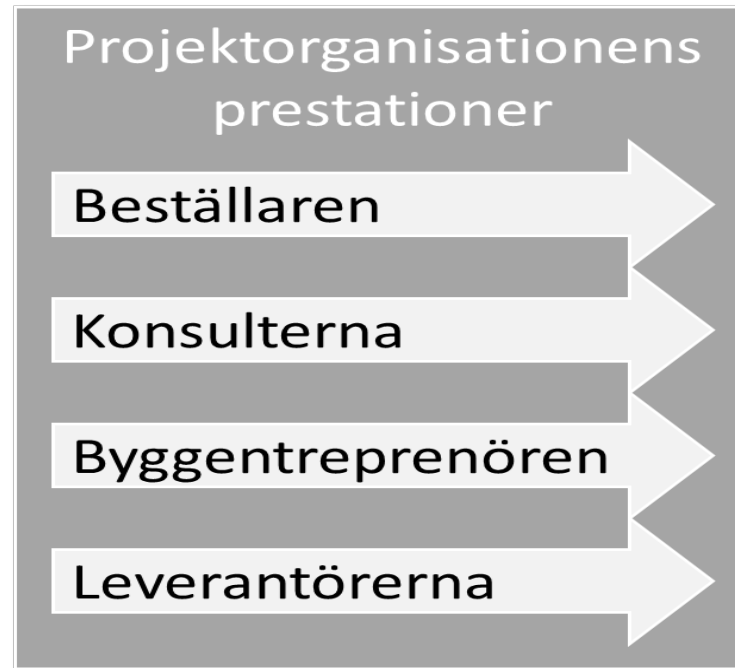 Projektorganisationens
prestationer
Beställaren
Konsulterna
Byggentreprenören
Leverantörerna